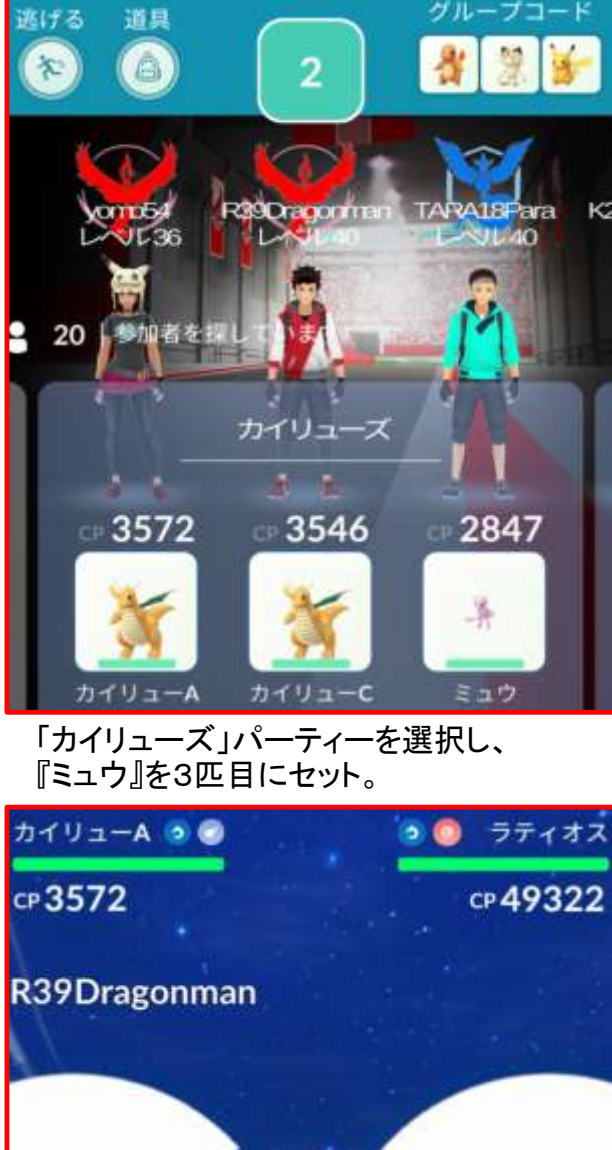 逃げる 道具 グループコード
2
yomo54 R39Dragonman TARA18Para K2
レベル36 レベル40 レベル40
20 参加者を探していま
カイリューズ
CP 3572 CP 3546 CP 2847
カイリューA カイリューC ミュウ
「カイリューズ」パーティーを選択し、
『ミュウ』を3匹目にセット。
カイリューA ラティオス
CP 3572 CP 49322
R39Dragonman